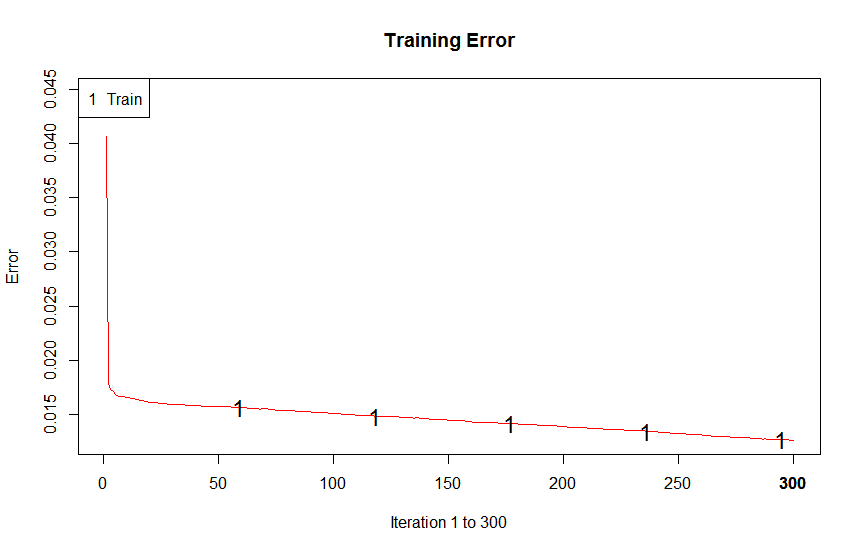 Training Error
1 Train
0.045
0.040
0.035
0.030
0.025
0.020
0.015
Error
1 1 1 1 1
0 50 100 150 200 250 300
Iteration 1 to 300